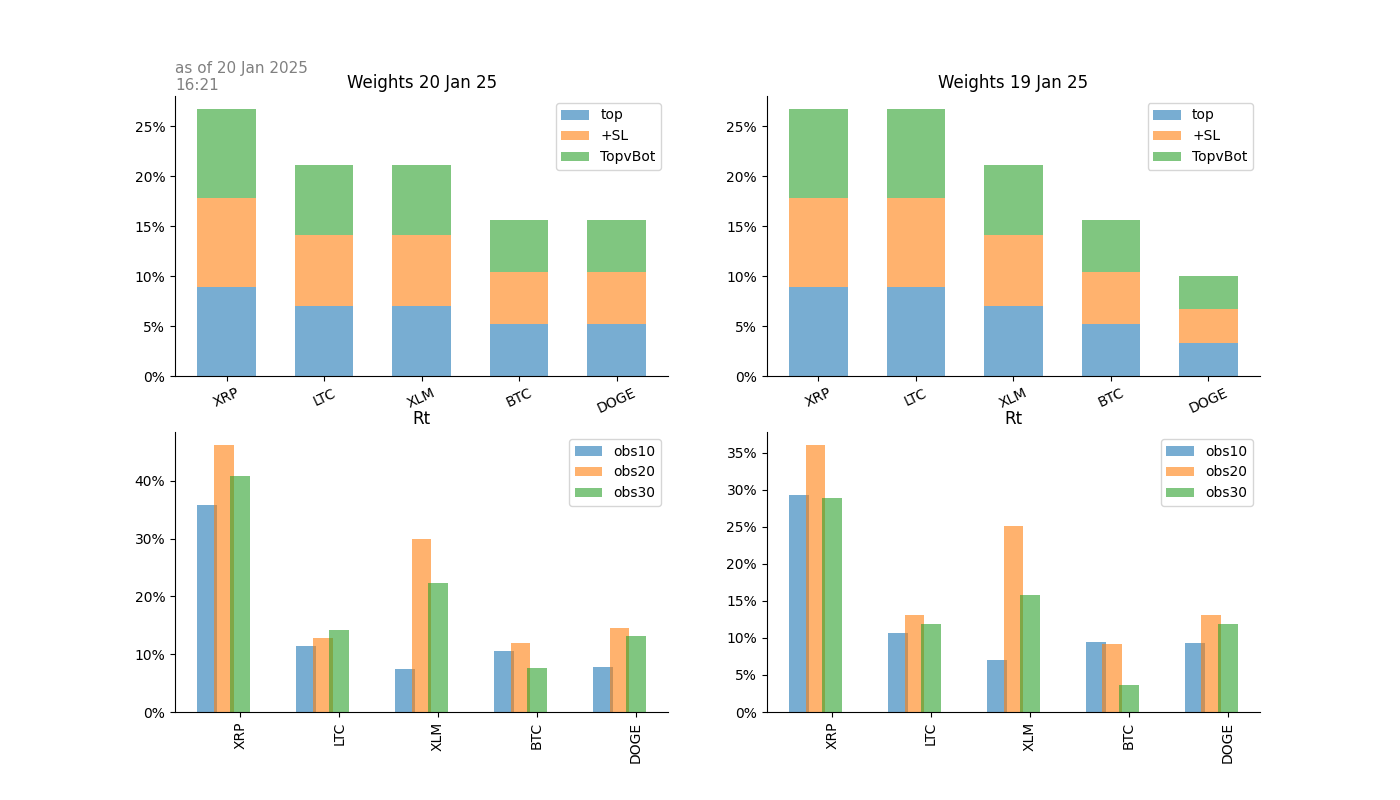 as of 20 Jan 2025
16:21
Weights 20 Jan 25
25%
20%
15%
10%
5%
0%
top
+SL
TopvBot
XRP
LTC
XLM
BTC
DOGE
Weights 19 Jan 25
25%
20%
15%
10%
5%
0%
top
+SL
TopvBot
XRP
LTC
XLM
BTC
DOGE
Rt
40%
30%
20%
10%
0%
obs10
obs20
obs30
XRP
LTC
XLM
BTC
DOGE
Rt
35%
30%
25%
20%
15%
10%
5%
0%
obs10
obs20
obs30
XRP
LTC
XLM
BTC
DOGE